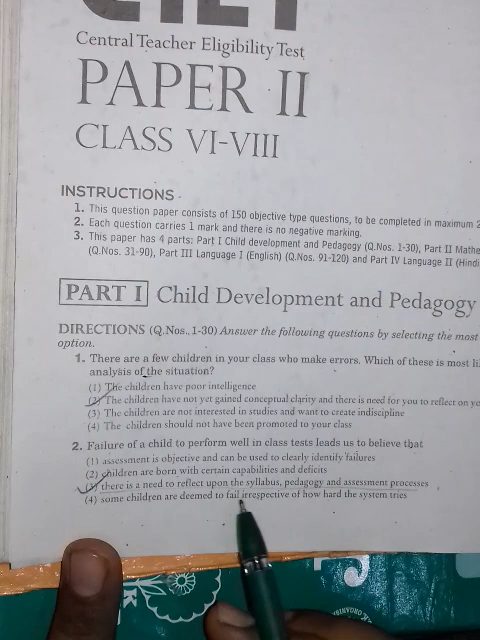 CTET
Central Teacher Eligibility Test
PAPER II
CLASS VI-VIII
INSTRUCTIONS
1. This question paper consists of 150 objective type questions, to be completed in maximum
2. Each question carries 1 mark and there is no negative marking.
3. This paper has 4 parts: Part I Child development and Pedagogy (Q.Nos. 1-30), Part II Mathe
(Q.Nos. 31-90), Part III Language I (English) (Q.Nos. 91-120) and Part IV Language II (Hindi
PART I Child Development and Pedagogy
DIRECTIONS (Q.Nos. 1-30) Answer the following questions by selecting the most
option.
1. There are a few children in your class who make errors. Which of these is most li
analysis of the situation?
(1) The children have poor intelligence
(2) The children have not yet gained conceptual clarity and there is need for you to reflect on yo
(3) The children are not interested in studies and want to create indiscipline
(4) The children should not have been promoted to your class
2. Failure of a child to perform well in class tests leads us to believe that
(1) assessment is objective and can be used to clearly identify failures
(2) children are born with certain capabilities and deficits
(3) there is a need to reflect upon the syllabus, pedagogy and assessment processes
(4) some children are deemed to fail irrespective of how hard the system tries